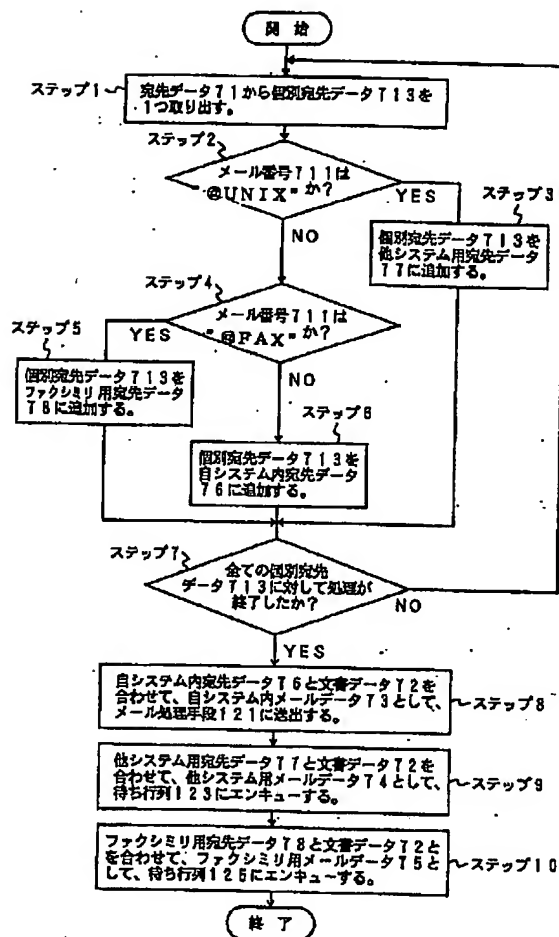 開始
ステップ1
宛先データ71から個別宛先データ713を
1つ取り出す。
ステップ2
メール番号711は
"@UNIX"か?
YES
NO
ステップ3
個別宛先データ713を
他システム用宛先データ
77に追加する。
ステップ4
メール番号711は
"@FAX"か?
YES
NO
ステップ5
個別宛先データ713を
ファクシミリ用宛先データ
78に追加する。
ステップ6
個別宛先データ713を
自システム内宛先データ
76に追加する。
ステップ7
全ての個別宛先
データ713に対して処理が
終了したか?
NO
YES
自システム内宛先データ76と文書データ72を
合わせて、自システム内メールデータ73として、
メール処理手段121に送出する。
ステップ8
他システム用宛先データ77と文書データ72を
合わせて、他システム用メールデータ74として、
待ち行列123にエンキューする。
ステップ9
ファクシミリ用宛先データ78と文書データ72と
を合わせて、ファクシミリ用メールデータ75と
して、待ち行列125にエンキューする。
ステップ10
終了